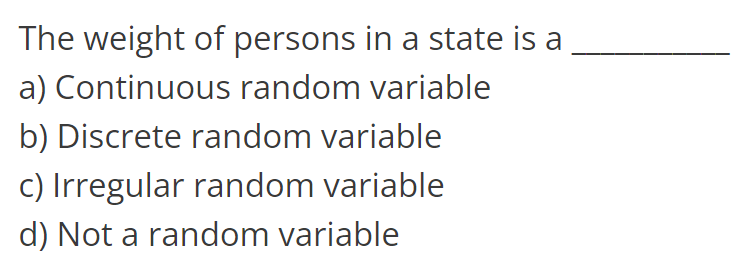 The weight of persons in a state is a ___________
a) Continuous random variable
b) Discrete random variable
c) Irregular random variable
d) Not a random variable